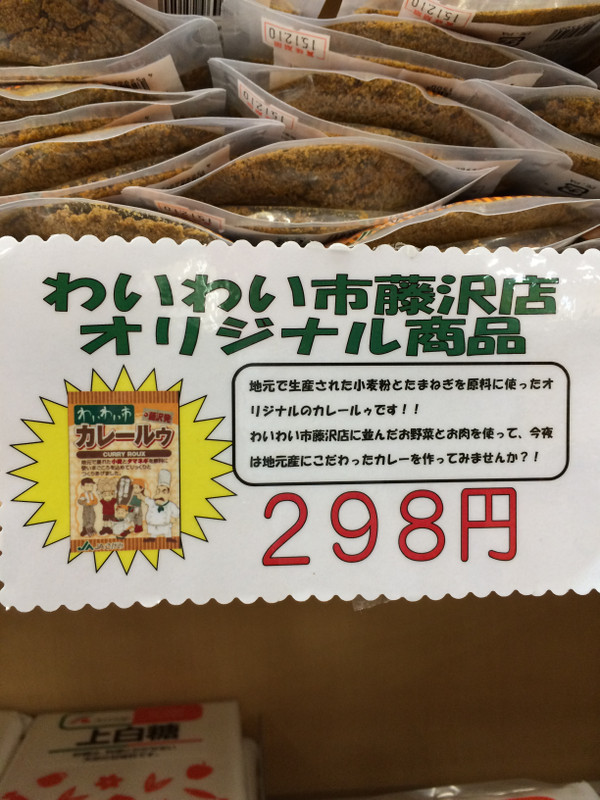 151210
151210
151210
わいわい市藤沢店
オリジナル商品
地元で生産された小麦粉とたまねぎを原料に使ったオ
リジナルのカレールゥです！！
わいわい市藤沢店に並んだお野菜とお肉を使って、今夜
は地元産にこだわったカレーを作ってみませんか？！
わいわい市
藤沢発
カレールゥ
CURRY ROUX
298円
上白糖